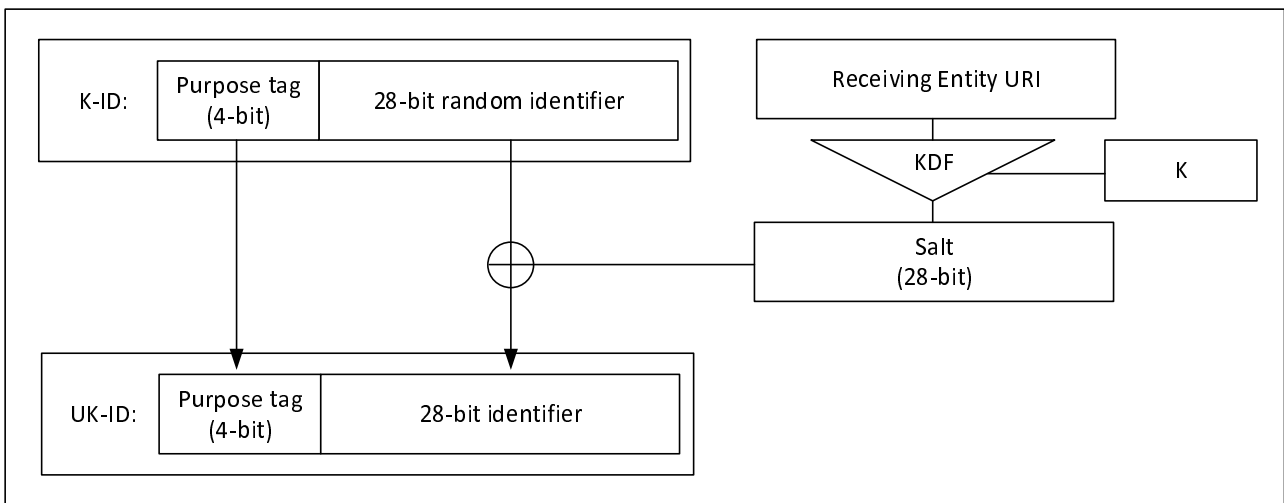 K-ID:
Purpose tag
(4-bit)
28-bit random identifier
Receiving Entity URI
KDF
K
Salt
(28-bit)
UK-ID:
Purpose tag
(4-bit)
28-bit identifier